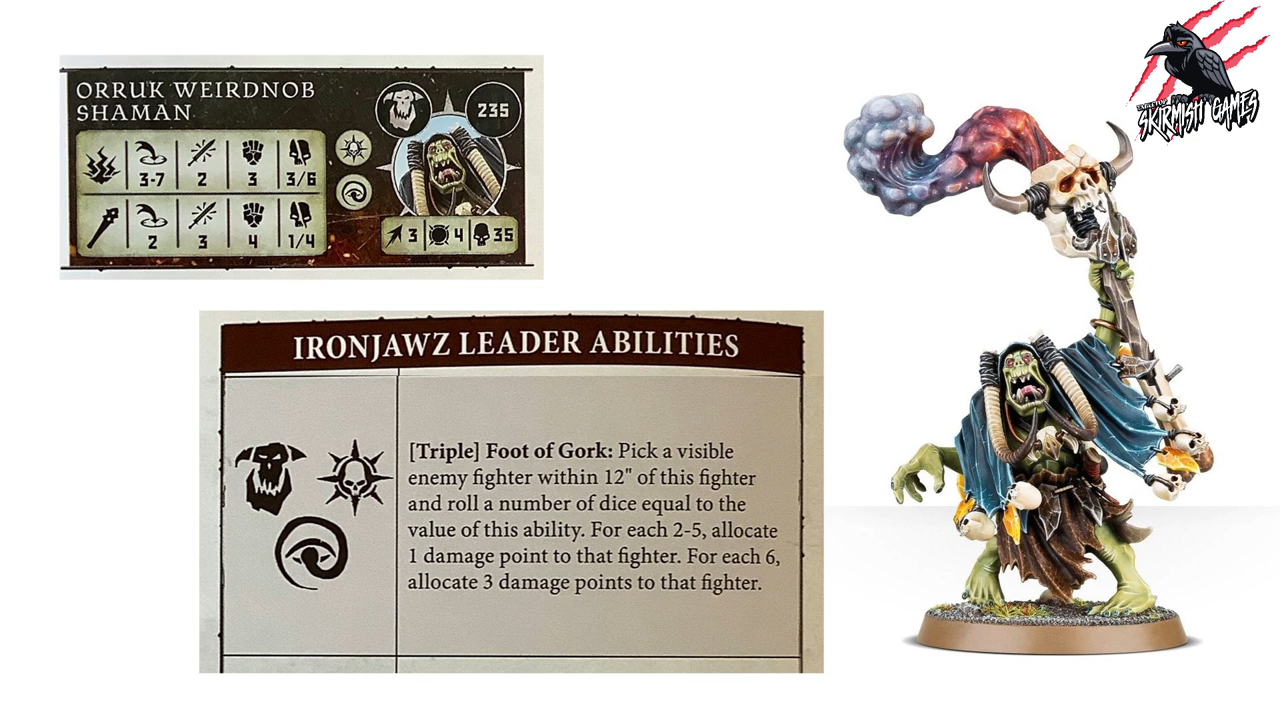 ORRUK WEIRDNOB
SHAMAN
235
3-7 2 3 3/6
2 3 4 1/4
3 4 35
IRONJAWZ LEADER ABILITIES
[Triple] Foot of Gork: Pick a visible
enemy fighter within 12" of this fighter
and roll a number of dice equal to the
value of this ability. For each 2-5, allocate
1 damage point to that fighter. For each 6,
allocate 3 damage points to that fighter.
TABLETOP
SKIRMISH GAMES